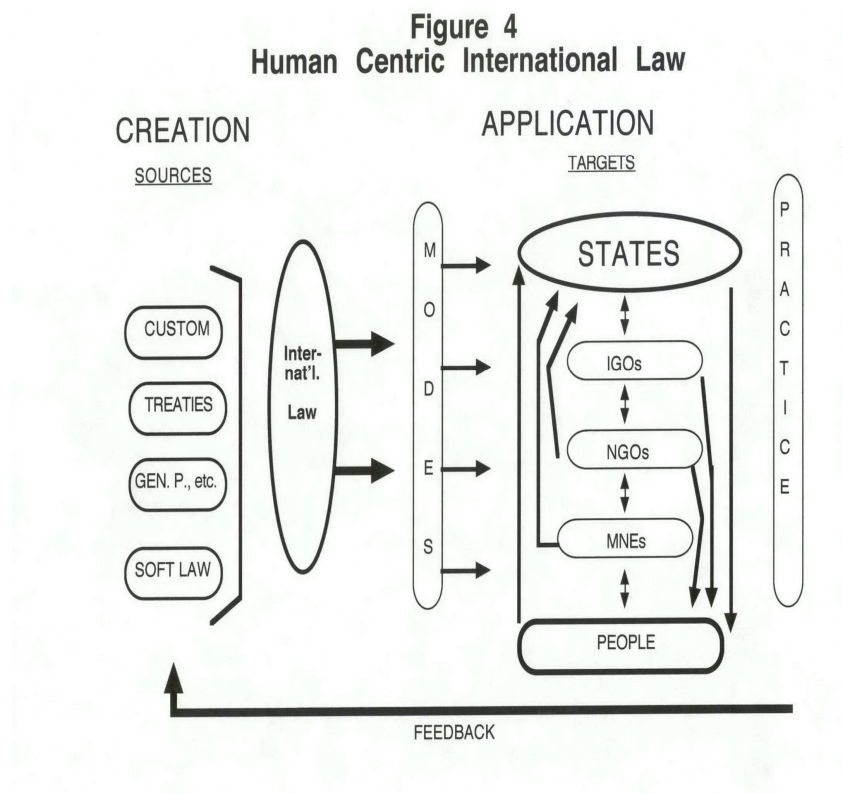 Figure 4
Human Centric International Law
CREATION
SOURCES
CUSTOM
TREATIES
GEN. P., etc.
SOFT LAW
Inter-
nat'l.
Law
M
O
D
E
S
APPLICATION
TARGETS
STATES
IGOs
NGOs
MNEs
PEOPLE
P
R
A
C
T
I
C
E
FEEDBACK